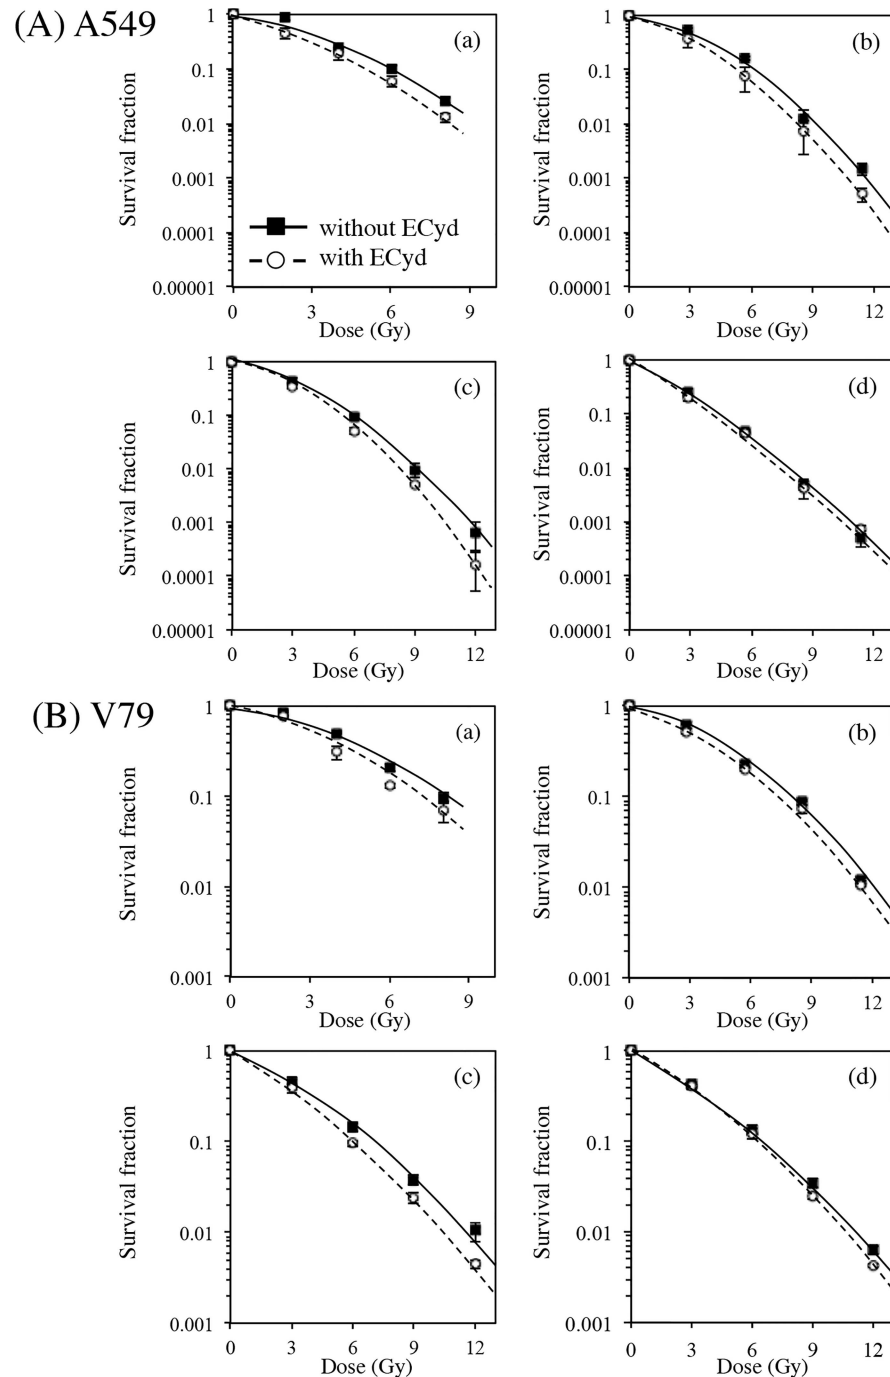 (A) A549
(a)
Survival fraction
1
0.1
0.01
0.001
0.0001
0.00001
without ECyd
with ECyd
0 3 6 9
Dose (Gy)
(b)
Survival fraction
1
0.1
0.01
0.001
0.0001
0.00001
0 3 6 9 12
Dose (Gy)
(c)
Survival fraction
1
0.1
0.01
0.001
0.0001
0.00001
0 3 6 9 12
Dose (Gy)
(d)
Survival fraction
1
0.1
0.01
0.001
0.0001
0.00001
0 3 6 9 12
Dose (Gy)
(B) V79
(a)
Survival fraction
1
0.1
0.01
0.001
0 3 6 9
Dose (Gy)
(b)
Survival fraction
1
0.1
0.01
0.001
0 3 6 9 12
Dose (Gy)
(c)
Survival fraction
1
0.1
0.01
0.001
0 3 6 9 12
Dose (Gy)
(d)
Survival fraction
1
0.1
0.01
0.001
0 3 6 9 12
Dose (Gy)